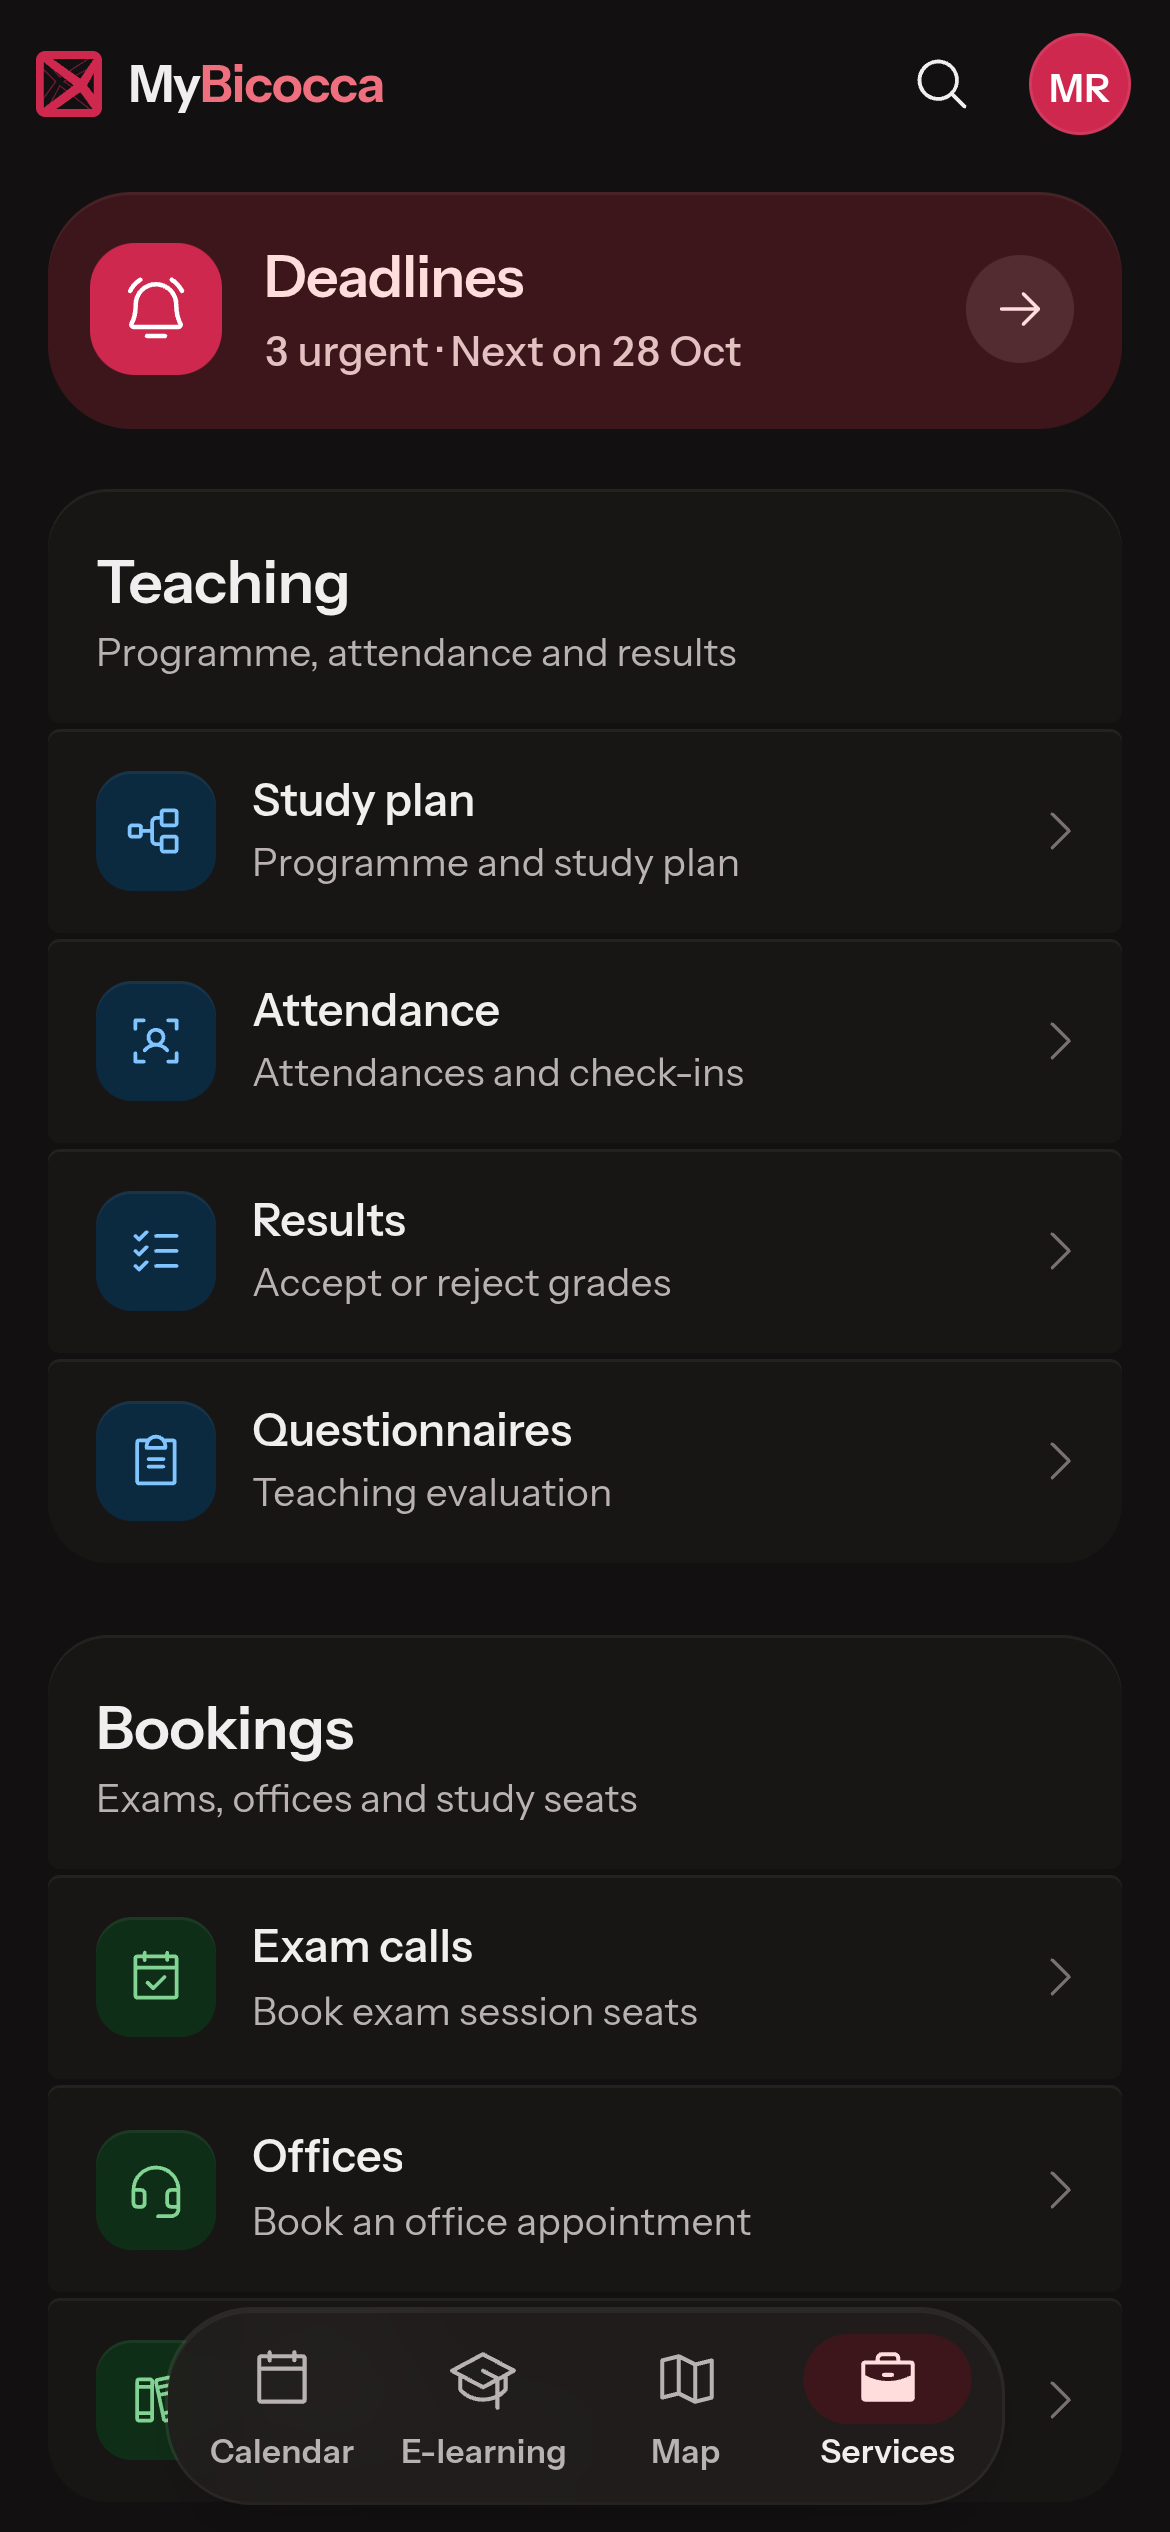 MyBicocca
MR
Deadlines
3 urgent · Next on 28 Oct
Teaching
Programme, attendance and results
Study plan
Programme and study plan
Attendance
Attendances and check-ins
Results
Accept or reject grades
Questionnaires
Teaching evaluation
Bookings
Exams, offices and study seats
Exam calls
Book exam session seats
Offices
Book an office appointment
Calendar
E-learning
Map
Services